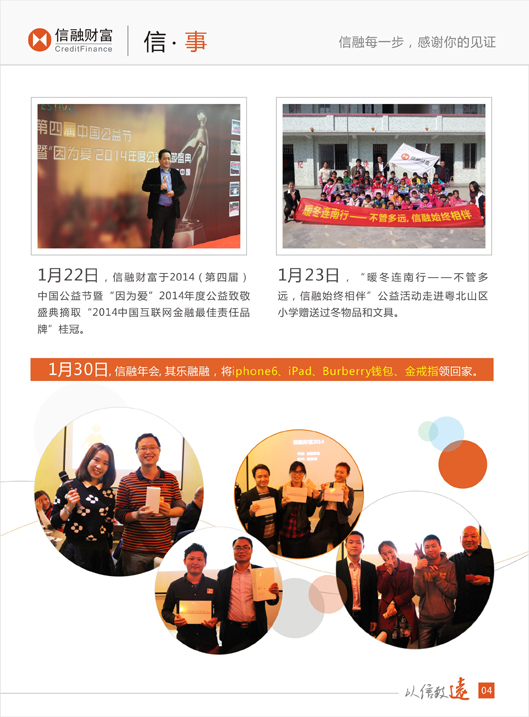 信融财富
CreditFinance
信·事
信融每一步，感谢你的见证
第四届中国公益节
暨“因为爱”2014年度公益致敬盛典
信融财富
暖冬连南行——不管多远，信融始终相伴
1月22日，信融财富于2014（第四届）
中国公益节暨“因为爱”2014年度公益致敬
盛典摘取“2014中国互联网金融最佳责任品
牌”桂冠。
1月23日，“暖冬连南行——不管多
远，信融始终相伴”公益活动走进粤北山区
小学赠送过冬物品和文具。
1月30日, 信融年会, 其乐融融，将iphone6、iPad、Burberry钱包、金戒指领回家。
以信致遠
04